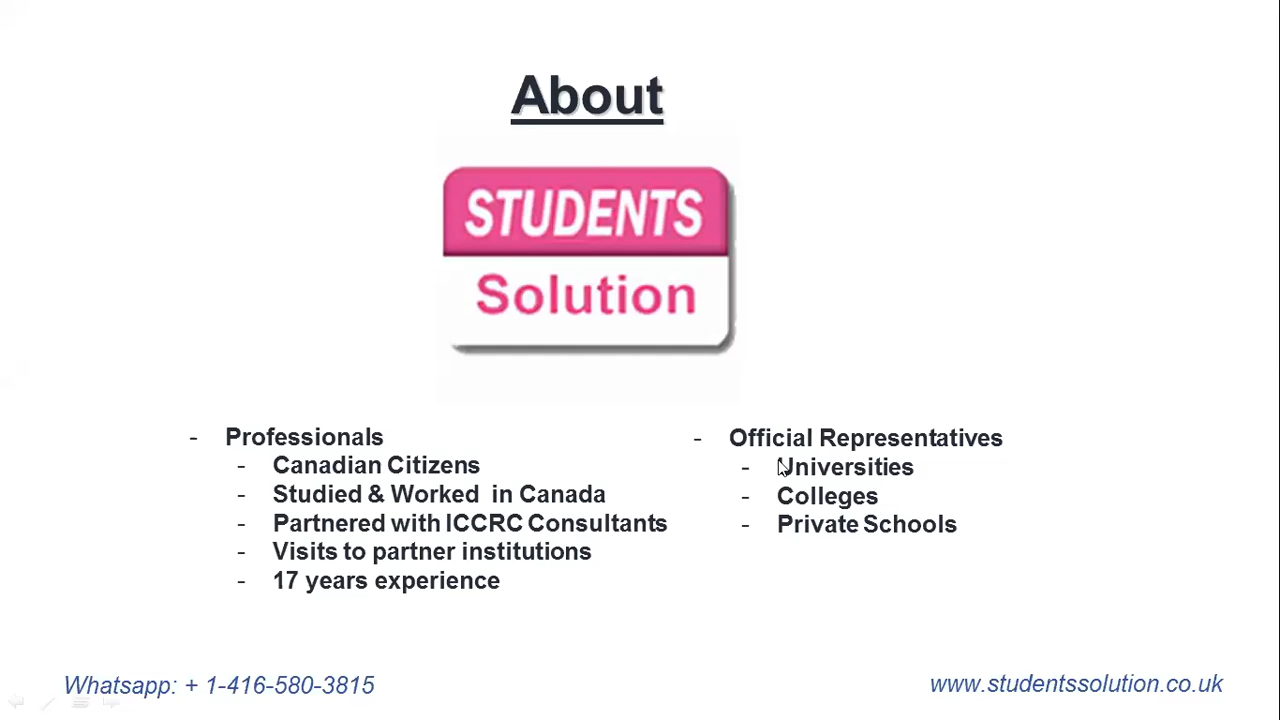 About
STUDENTS
Solution
- Professionals
- Canadian Citizens
- Studied & Worked in Canada
- Partnered with ICCRC Consultants
- Visits to partner institutions
- 17 years experience
- Official Representatives
- Universities
- Colleges
- Private Schools
Whatsapp: + 1-416-580-3815
www.studentssolution.co.uk